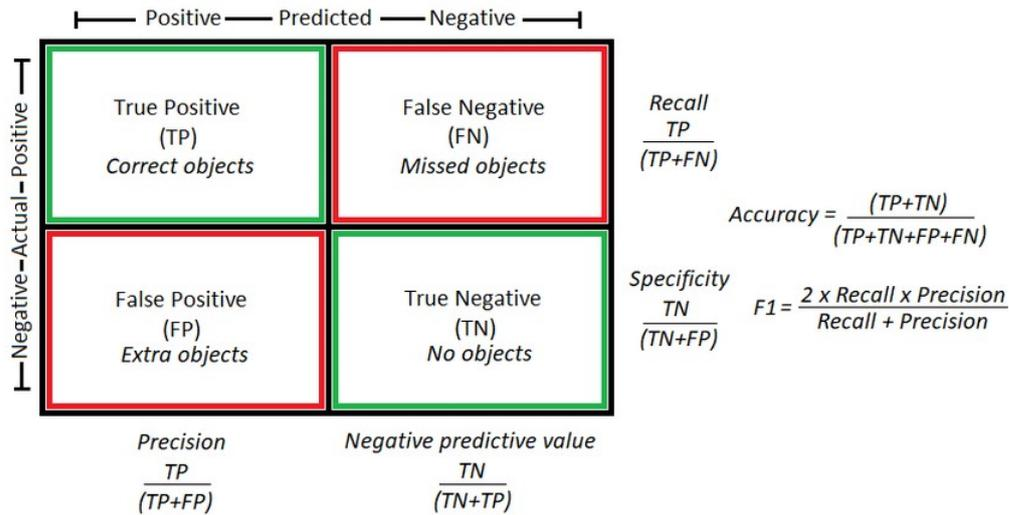 Positive Predicted Negative
Negative Actual Positive
True Positive
(TP)
Correct objects
False Negative
(FN)
Missed objects
Recall
TP
(TP+FN)
False Positive
(FP)
Extra objects
True Negative
(TN)
No objects
Specificity
TN
(TN+FP)
Accuracy = (TP+TN)
(TP+TN+FP+FN)
F1= 2 x Recall x Precision
Recall + Precision
Precision
TP
(TP+FP)
Negative predictive value
TN
(TN+TP)